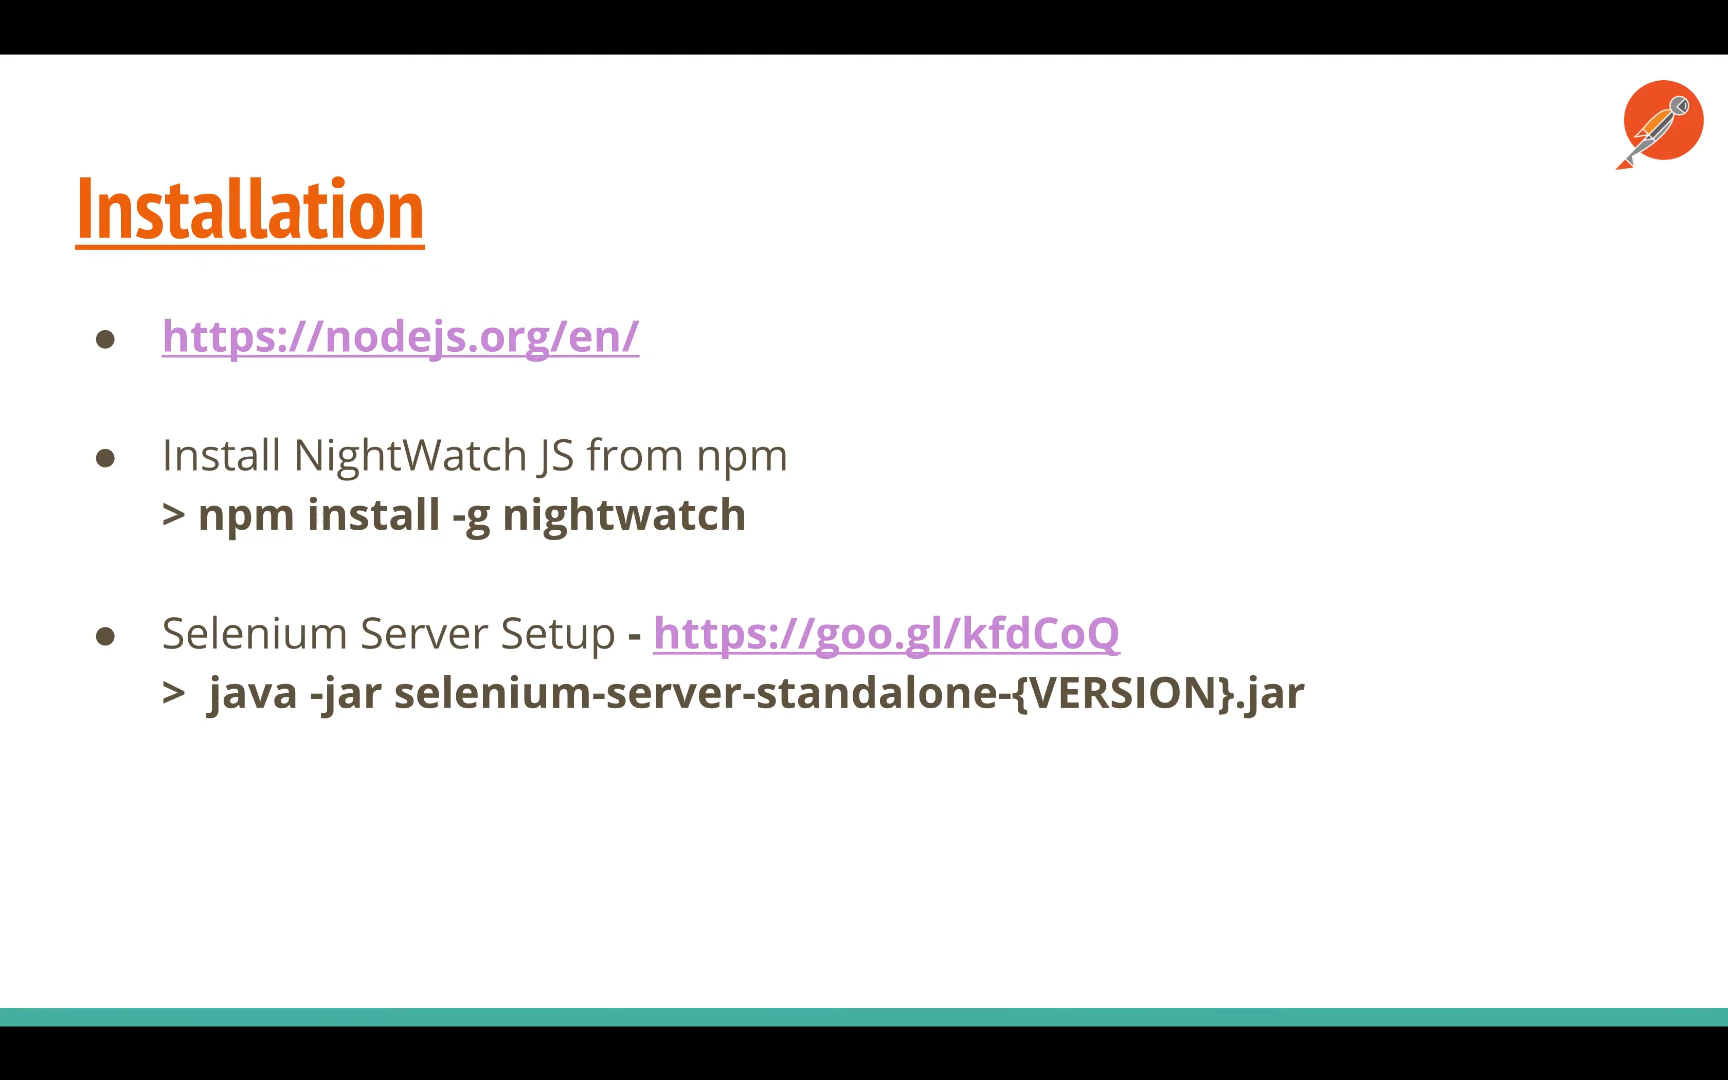 Installation
● https://nodejs.org/en/
● Install NightWatch JS from npm
> npm install -g nightwatch
● Selenium Server Setup - https://goo.gl/kfdCoQ
> java -jar selenium-server-standalone-{VERSION}.jar